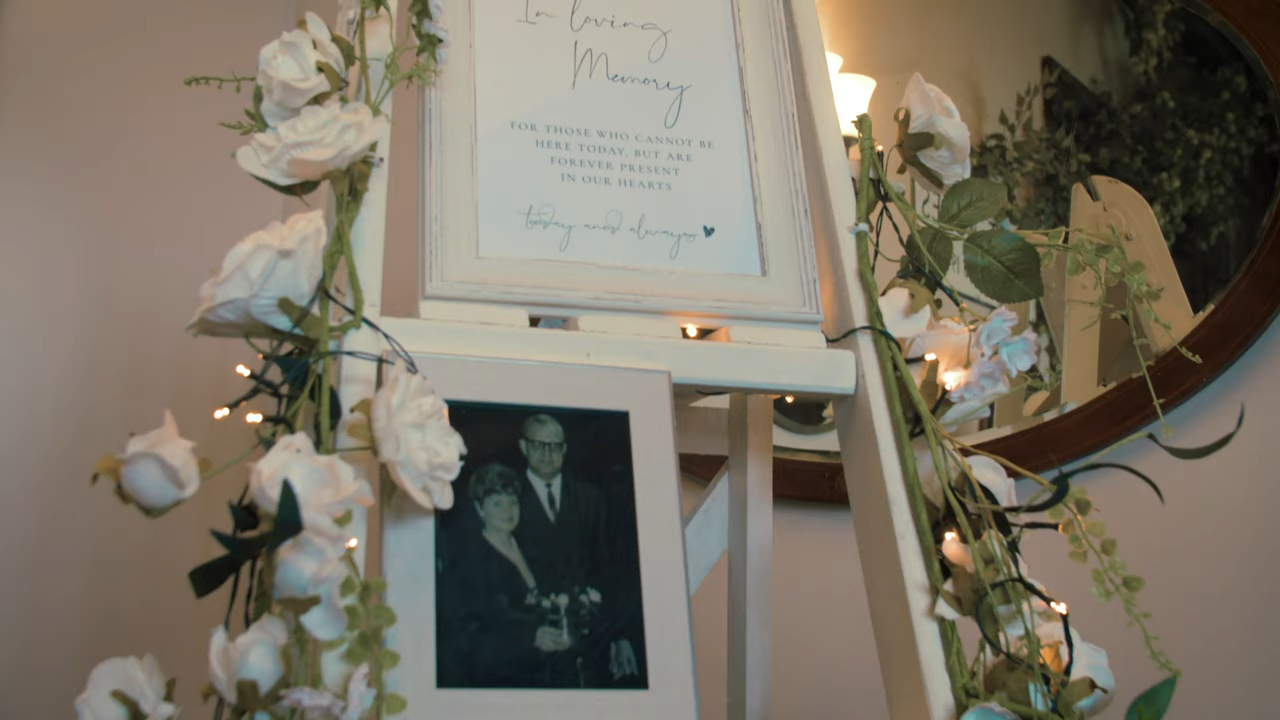 In loving
Memory
FOR THOSE WHO CANNOT BE
HERE TODAY, BUT ARE
FOREVER PRESENT
IN OUR HEARTS
today and always